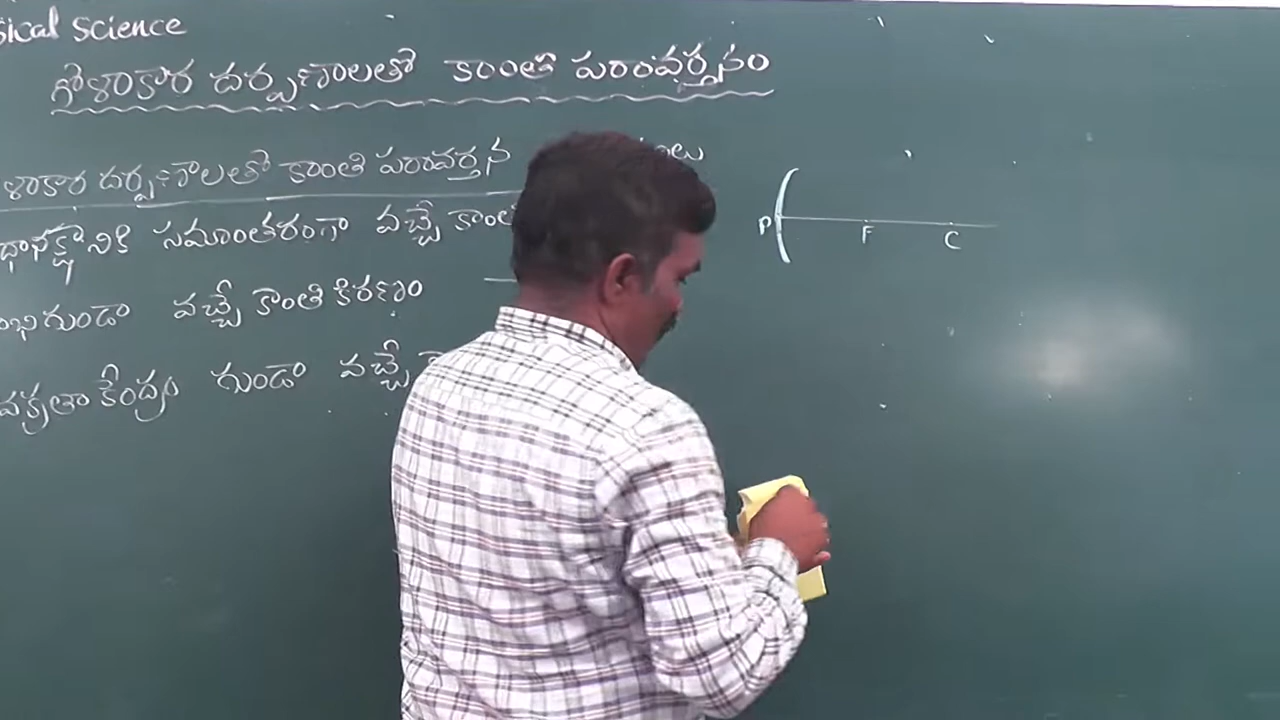 sical science
గోళాకార దర్పణాలతో కాంతి పరావర్తనం
ళాకార దర్పణాలతో కాంతి పరావర్తన
ధానక్షానికి సమాంతరంగా వచ్చే కాంత
ాభిగుండా వచ్చే కాంతి కిరణం
వక్రతా కేంద్రం గుండా వచ్చే
P F C